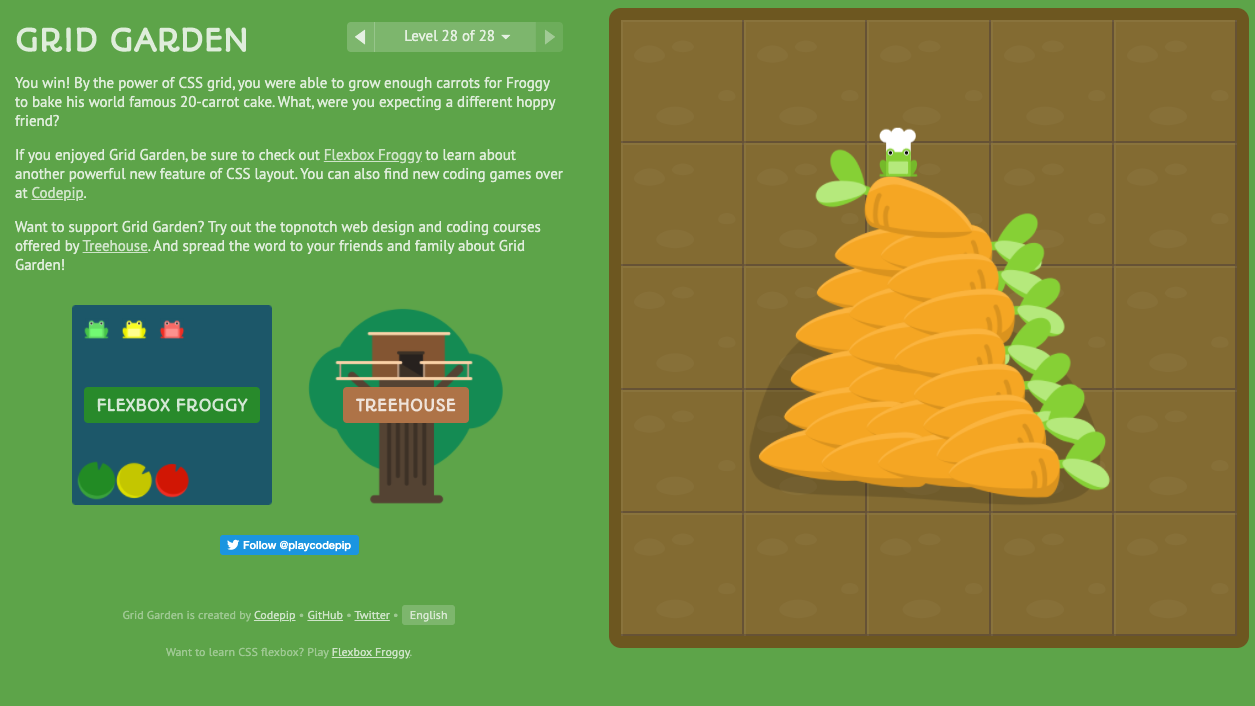 GRID GARDEN
Level 28 of 28
You win! By the power of CSS grid, you were able to grow enough carrots for Froggy
to bake his world famous 20-carrot cake. What, were you expecting a different hoppy
friend?
If you enjoyed Grid Garden, be sure to check out Flexbox Froggy to learn about
another powerful new feature of CSS layout. You can also find new coding games over
at Codepip.
Want to support Grid Garden? Try out the topnotch web design and coding courses
offered by Treehouse. And spread the word to your friends and family about Grid
Garden!
FLEXBOX FROGGY
TREEHOUSE
Follow @playcodepip
Grid Garden is created by Codepip • GitHub • Twitter • English
Want to learn CSS flexbox? Play Flexbox Froggy.